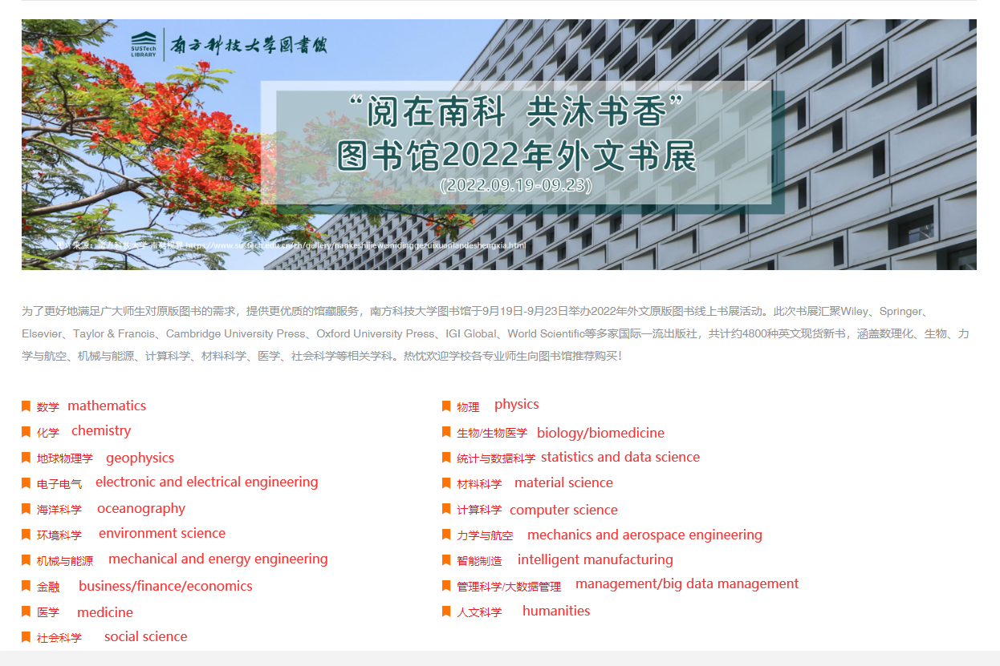 SUSTech
LIBRARY
南方科技大学图书馆
“阅在南科 共沐书香”
图书馆2022年外文书展
(2022.09.19-09.23)
图片来源：南方科技大学 南科视界 https://www.sustech.edu.cn/ch/gallery/nankeshijieweinidinggezuixuanlandeshengxia.html
为了更好地满足广大师生对原版图书的需求，提供更优质的馆藏服务，南方科技大学图书馆于9月19日-9月23日举办2022年外文原版图书线上书展活动。此次书展汇聚Wiley、Springer、
Elsevier、Taylor & Francis、Cambridge University Press、Oxford University Press、IGI Global、World Scientific等多家国际一流出版社，共计约4800种英文现货新书，涵盖数理化、生物、力
学与航空、机械与能源、计算科学、材料科学、医学、社会科学等相关学科。热忱欢迎学校各专业师生向图书馆推荐购买！
数学 mathematics
物理 physics
化学 chemistry
生物/生物医学 biology/biomedicine
地球物理学 geophysics
统计与数据科学 statistics and data science
电子电气 electronic and electrical engineering
材料科学 material science
海洋科学 oceanography
计算科学 computer science
环境科学 environment science
力学与航空 mechanics and aerospace engineering
机械与能源 mechanical and energy engineering
智能制造 intelligent manufacturing
金融 business/finance/economics
管理科学/大数据管理 management/big data management
医学 medicine
人文科学 humanities
社会科学 social science